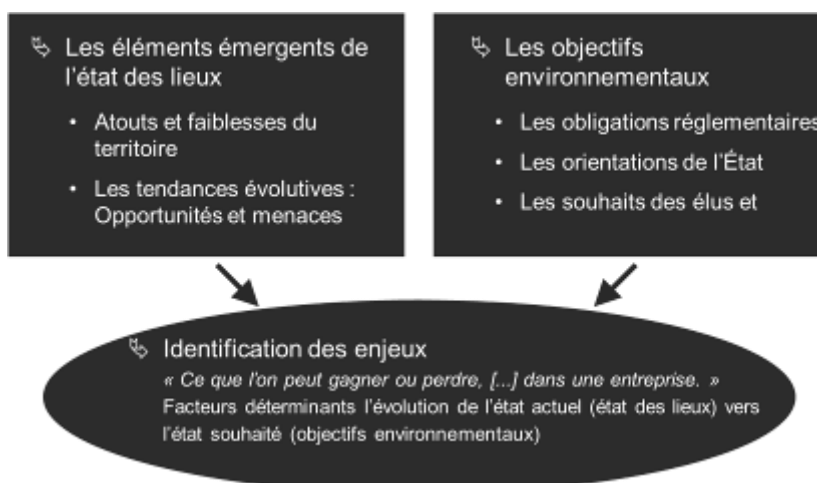 Les éléments émergents de
l'état des lieux
• Atouts et faiblesses du
territoire
• Les tendances évolutives :
Opportunités et menaces
Les objectifs
environnementaux
• Les obligations réglementaires
• Les orientations de l'État
• Les souhaits des élus et
Identification des enjeux
« Ce que l'on peut gagner ou perdre, [...] dans une entreprise. »
Facteurs déterminants l'évolution de l'état actuel (état des lieux) vers
l'état souhaité (objectifs environnementaux)